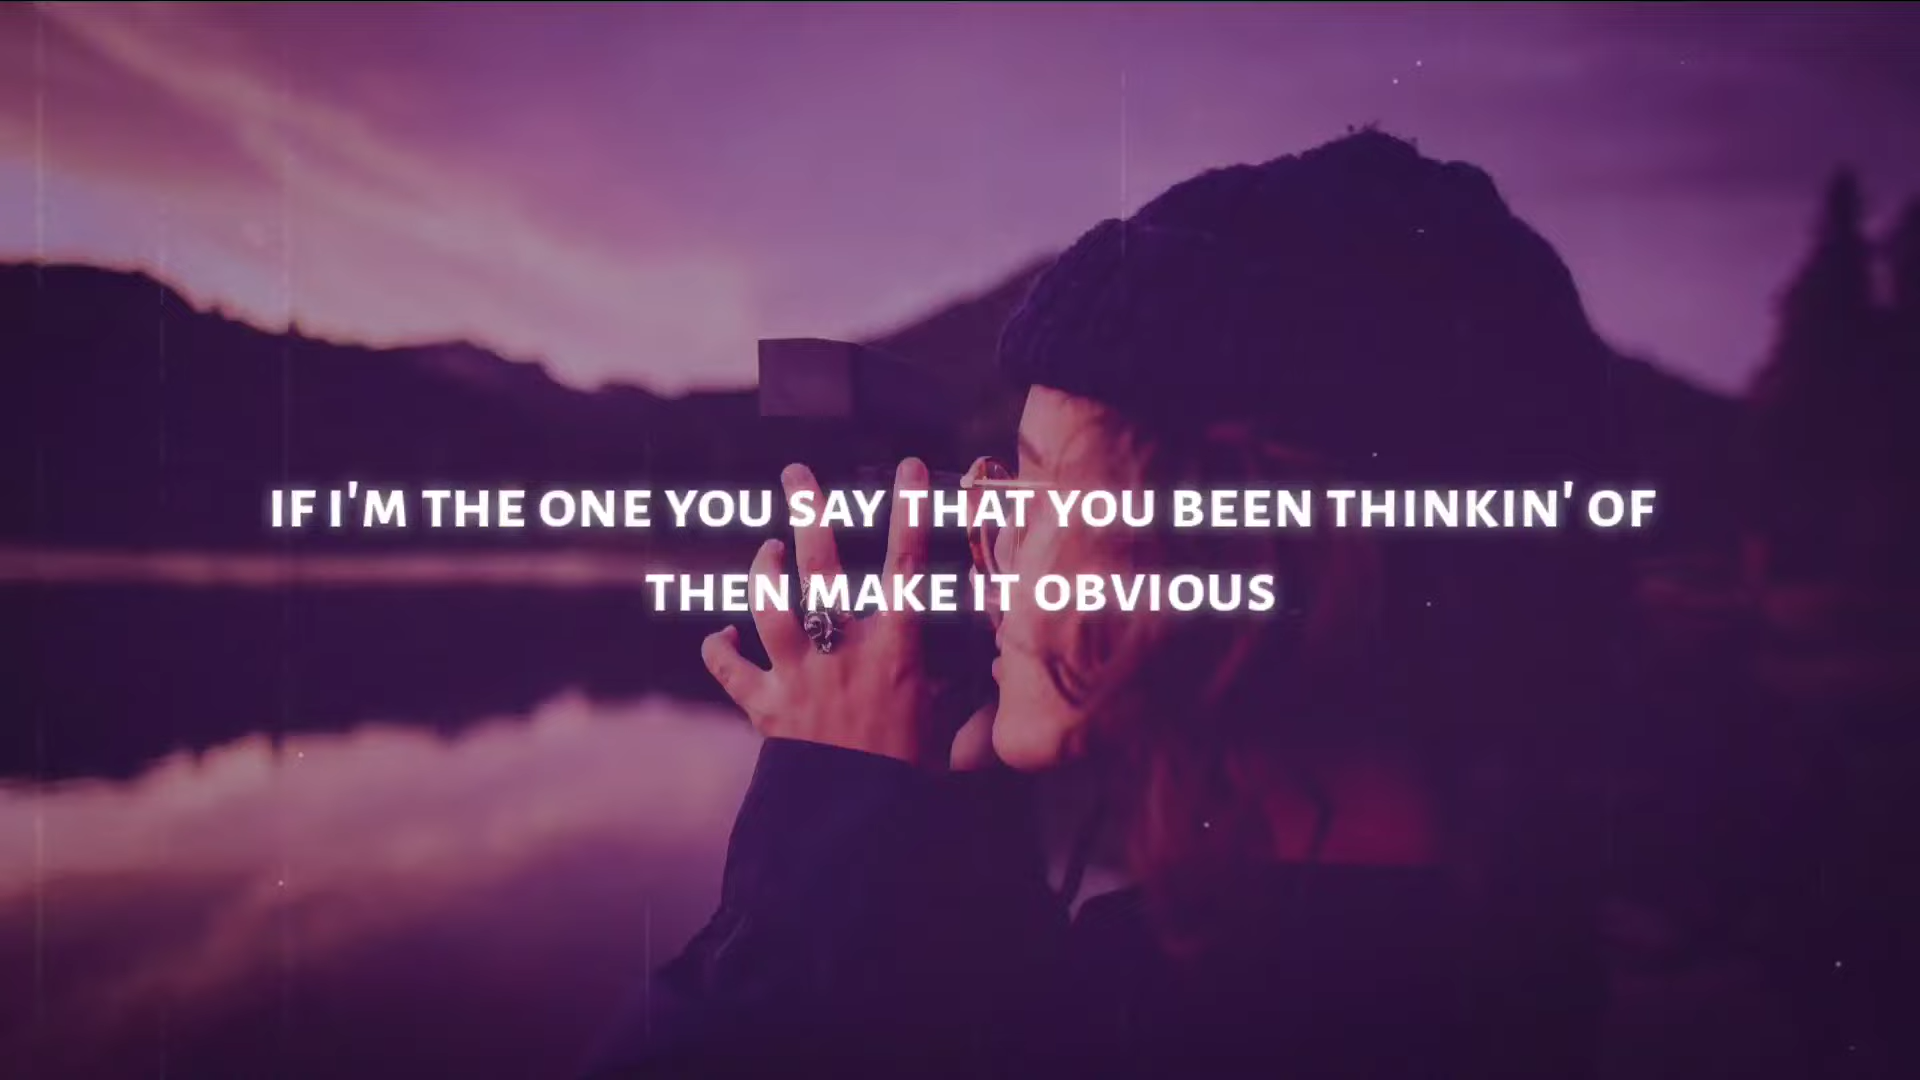 IF I'M THE ONE YOU SAY THAT YOU BEEN THINKIN' OF
THEN MAKE IT OBVIOUS